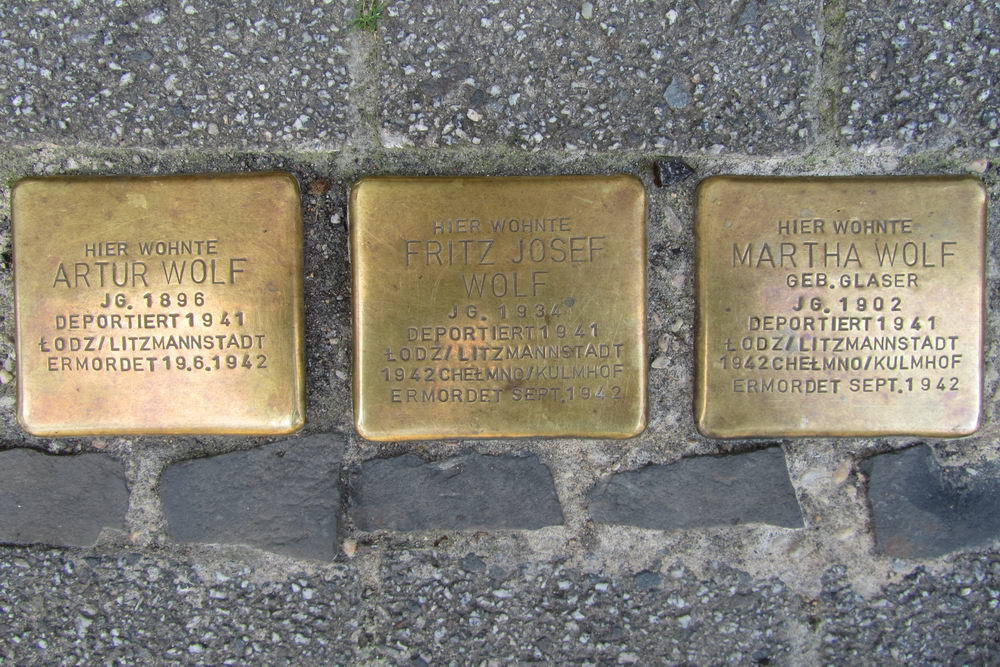 HIER WOHNTE
ARTUR WOLF
JG. 1896
DEPORTIERT 1941
ŁODZ/LITZMANNSTADT
ERMORDET 19.6.1942
HIER WOHNTE
FRITZ JOSEF
WOLF
JG. 1934
DEPORTIERT 1941
ŁODZ/LITZMANNSTADT
1942 CHEŁMNO/KULMHOF
ERMORDET SEPT. 1942
HIER WOHNTE
MARTHA WOLF
GEB. GLASER
JG. 1902
DEPORTIERT 1941
ŁODZ/LITZMANNSTADT
1942 CHEŁMNO/KULMHOF
ERMORDET SEPT. 1942